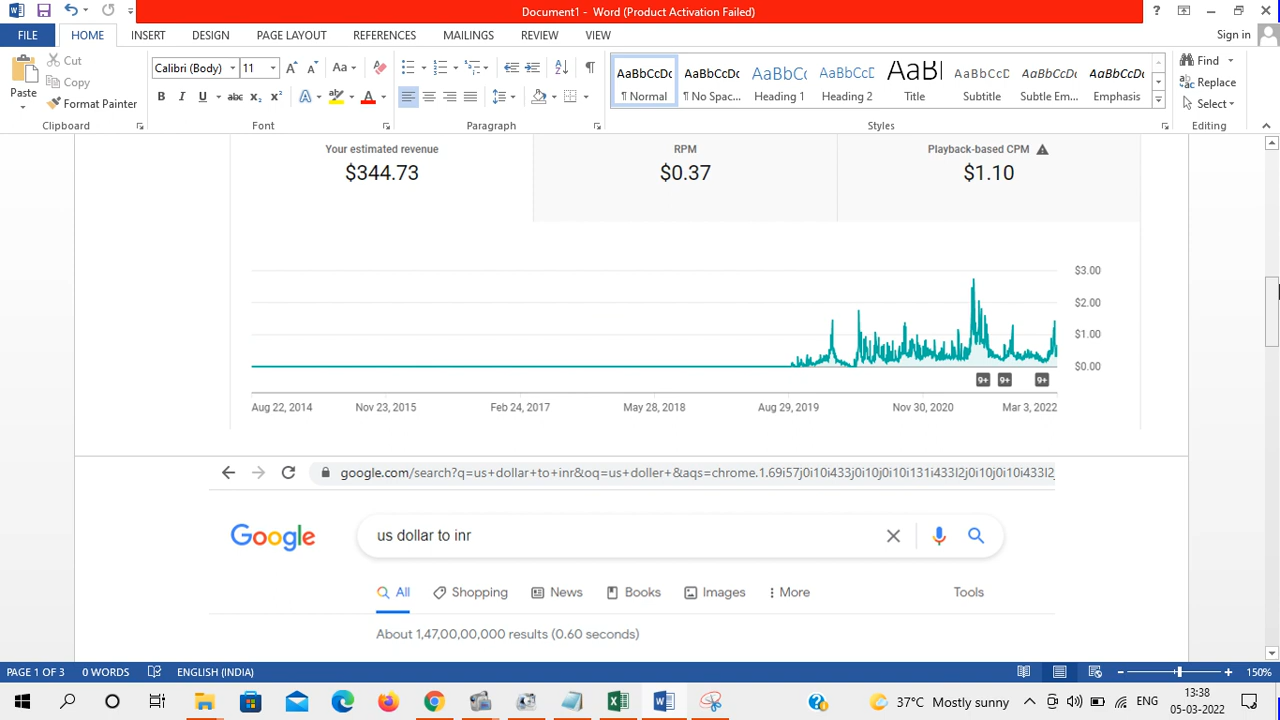 Document1 - Word (Product Activation Failed)
FILE HOME INSERT DESIGN PAGE LAYOUT REFERENCES MAILINGS REVIEW VIEW Sign in
Paste
Cut
Copy
Format Painter
Calibri (Body) 11
AaBbCcDc AaBbCcDc AaBbCc AaBbCcE AaBbl AaBbCcD AaBbCcDc AaBbCcDc
¶ Normal ¶ No Spac... Heading 1 Heading 2 Title Subtitle Subtle Em... Emphasis
Find
Replace
Select
Clipboard Font Paragraph Styles Editing
Your estimated revenue RPM Playback-based CPM
$344.73 $0.37 $1.10
$3.00
$2.00
$1.00
$0.00
9+ 9+ 9+
Aug 22, 2014 Nov 23, 2015 Feb 24, 2017 May 28, 2018 Aug 29, 2019 Nov 30, 2020 Mar 3, 2022
google.com/search?q=us+dollar+to+inr&oq=us+doller+&aqs=chrome.1.69i57j0i10i433j0i10j0i10i131i433l2j0i10j0i10i433l2
Google us dollar to inr
All Shopping News Books Images More Tools
About 1,47,00,00,000 results (0.60 seconds)
PAGE 1 OF 3 0 WORDS ENGLISH (INDIA) 150%
37°C Mostly sunny ENG 13:38
05-03-2022